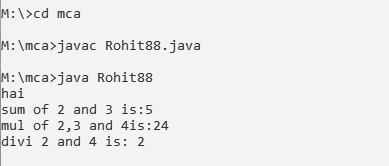 M:\>cd mca
M:\mca>javac Rohit88.java
M:\mca>java Rohit88
hai
sum of 2 and 3 is:5
mul of 2,3 and 4is:24
divi 2 and 4 is: 2